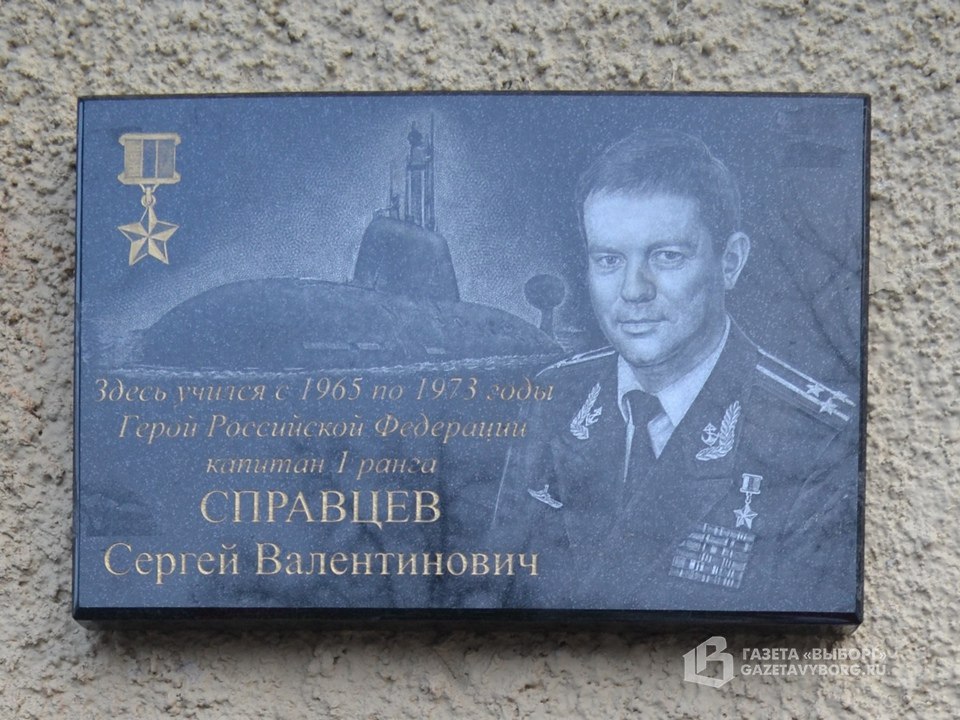 Здесь учился с 1965 по 1973 годы
Герой Российской Федерации
капитан 1 ранга
СПРАВЦЕВ
Сергей Валентинович
ГАЗЕТА «ВЫБОРГ»
GAZETAVYBORG.RU